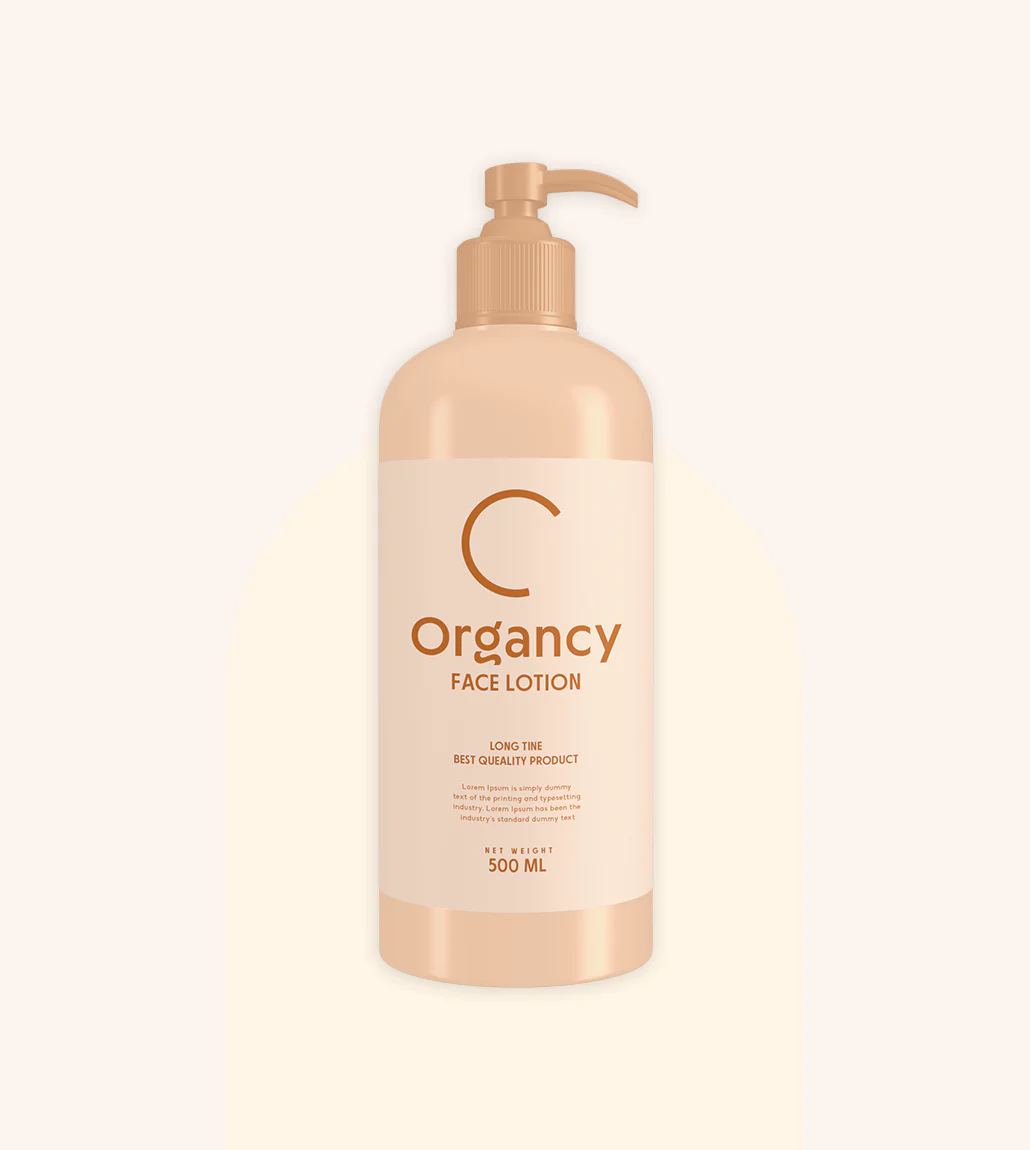 C
Organcy
FACE LOTION
LONG TINE
BEST QUEALITY PRODUCT
Lorem Ipsum is simply dummy
text of the printing and typesetting
industry. Lorem Ipsum has been the
industry's standard dummy text
NET WEIGHT
500 ML